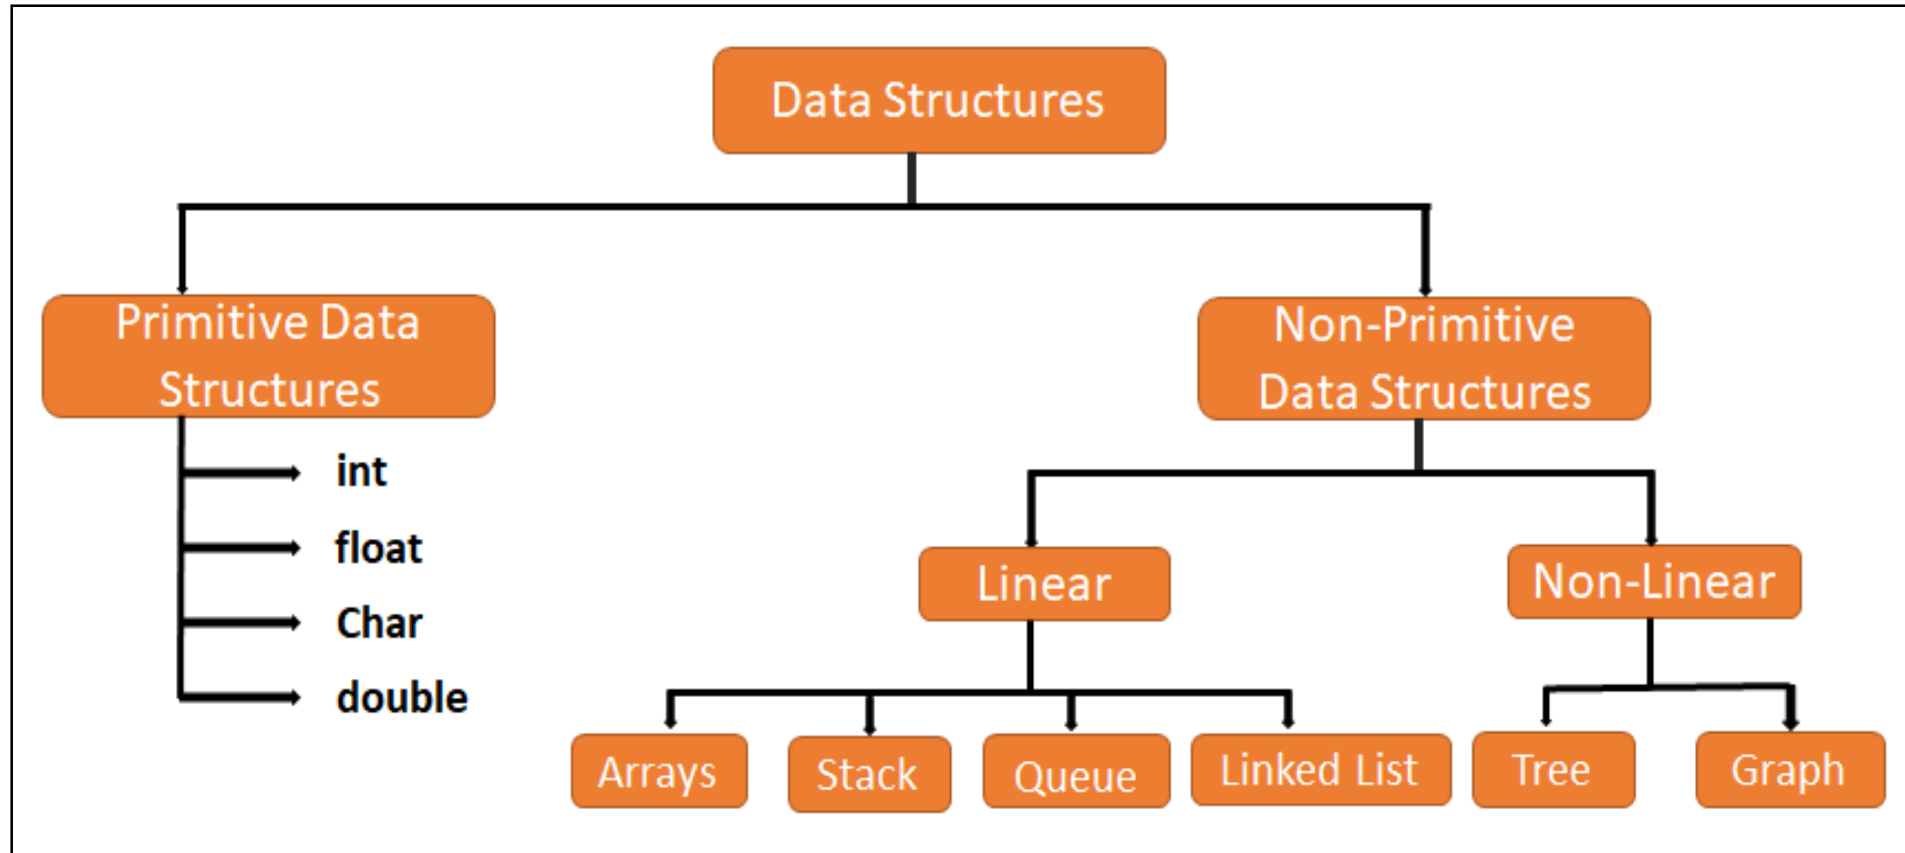 Data Structures
Primitive Data
Structures
Non-Primitive
Data Structures
int
float
Char
double
Linear
Non-Linear
Arrays
Stack
Queue
Linked List
Tree
Graph